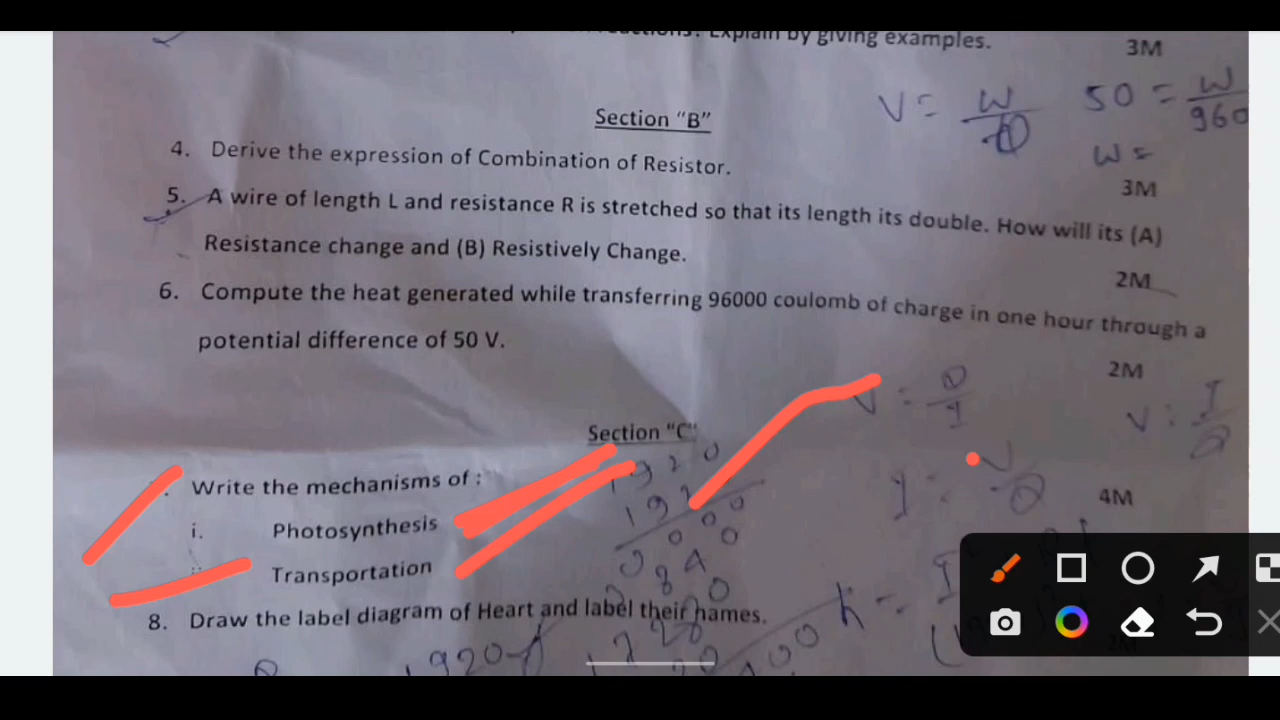 Explain by giving examples.
3M
V = W
50 = W
960
Section "B"
W =
4. Derive the expression of Combination of Resistor.
3M
5. A wire of length L and resistance R is stretched so that its length its double. How will its (A)
Resistance change and (B) Resistively Change.
2M
6. Compute the heat generated while transferring 96000 coulomb of charge in one hour through a
potential difference of 50 V.
2M
Section "C"
Write the mechanisms of :
4M
i. Photosynthesis
Transportation
8. Draw the label diagram of Heart and label their names.
1920